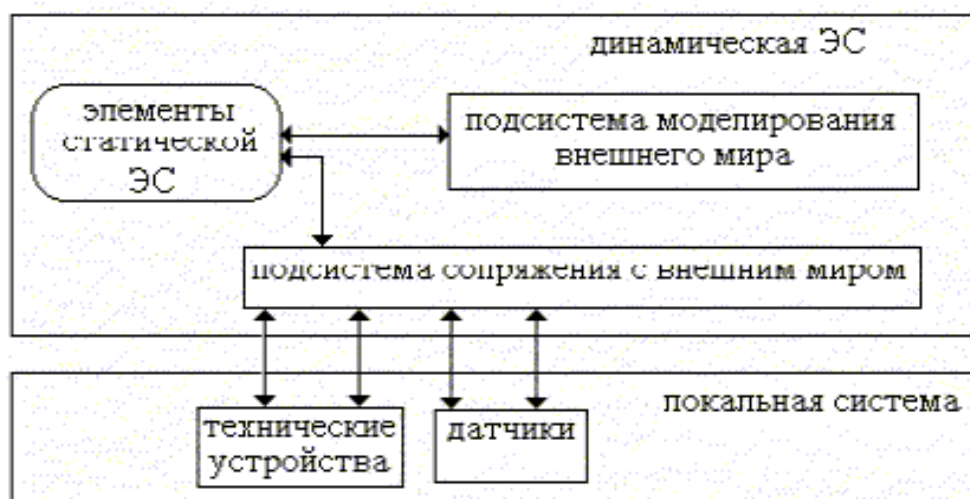 динамическая ЭС
элементы
статической
ЭС
подсистема моделирования
внешнего мира
подсистема сопряжения с внешним миром
локальная система
технические
устройства
датчики